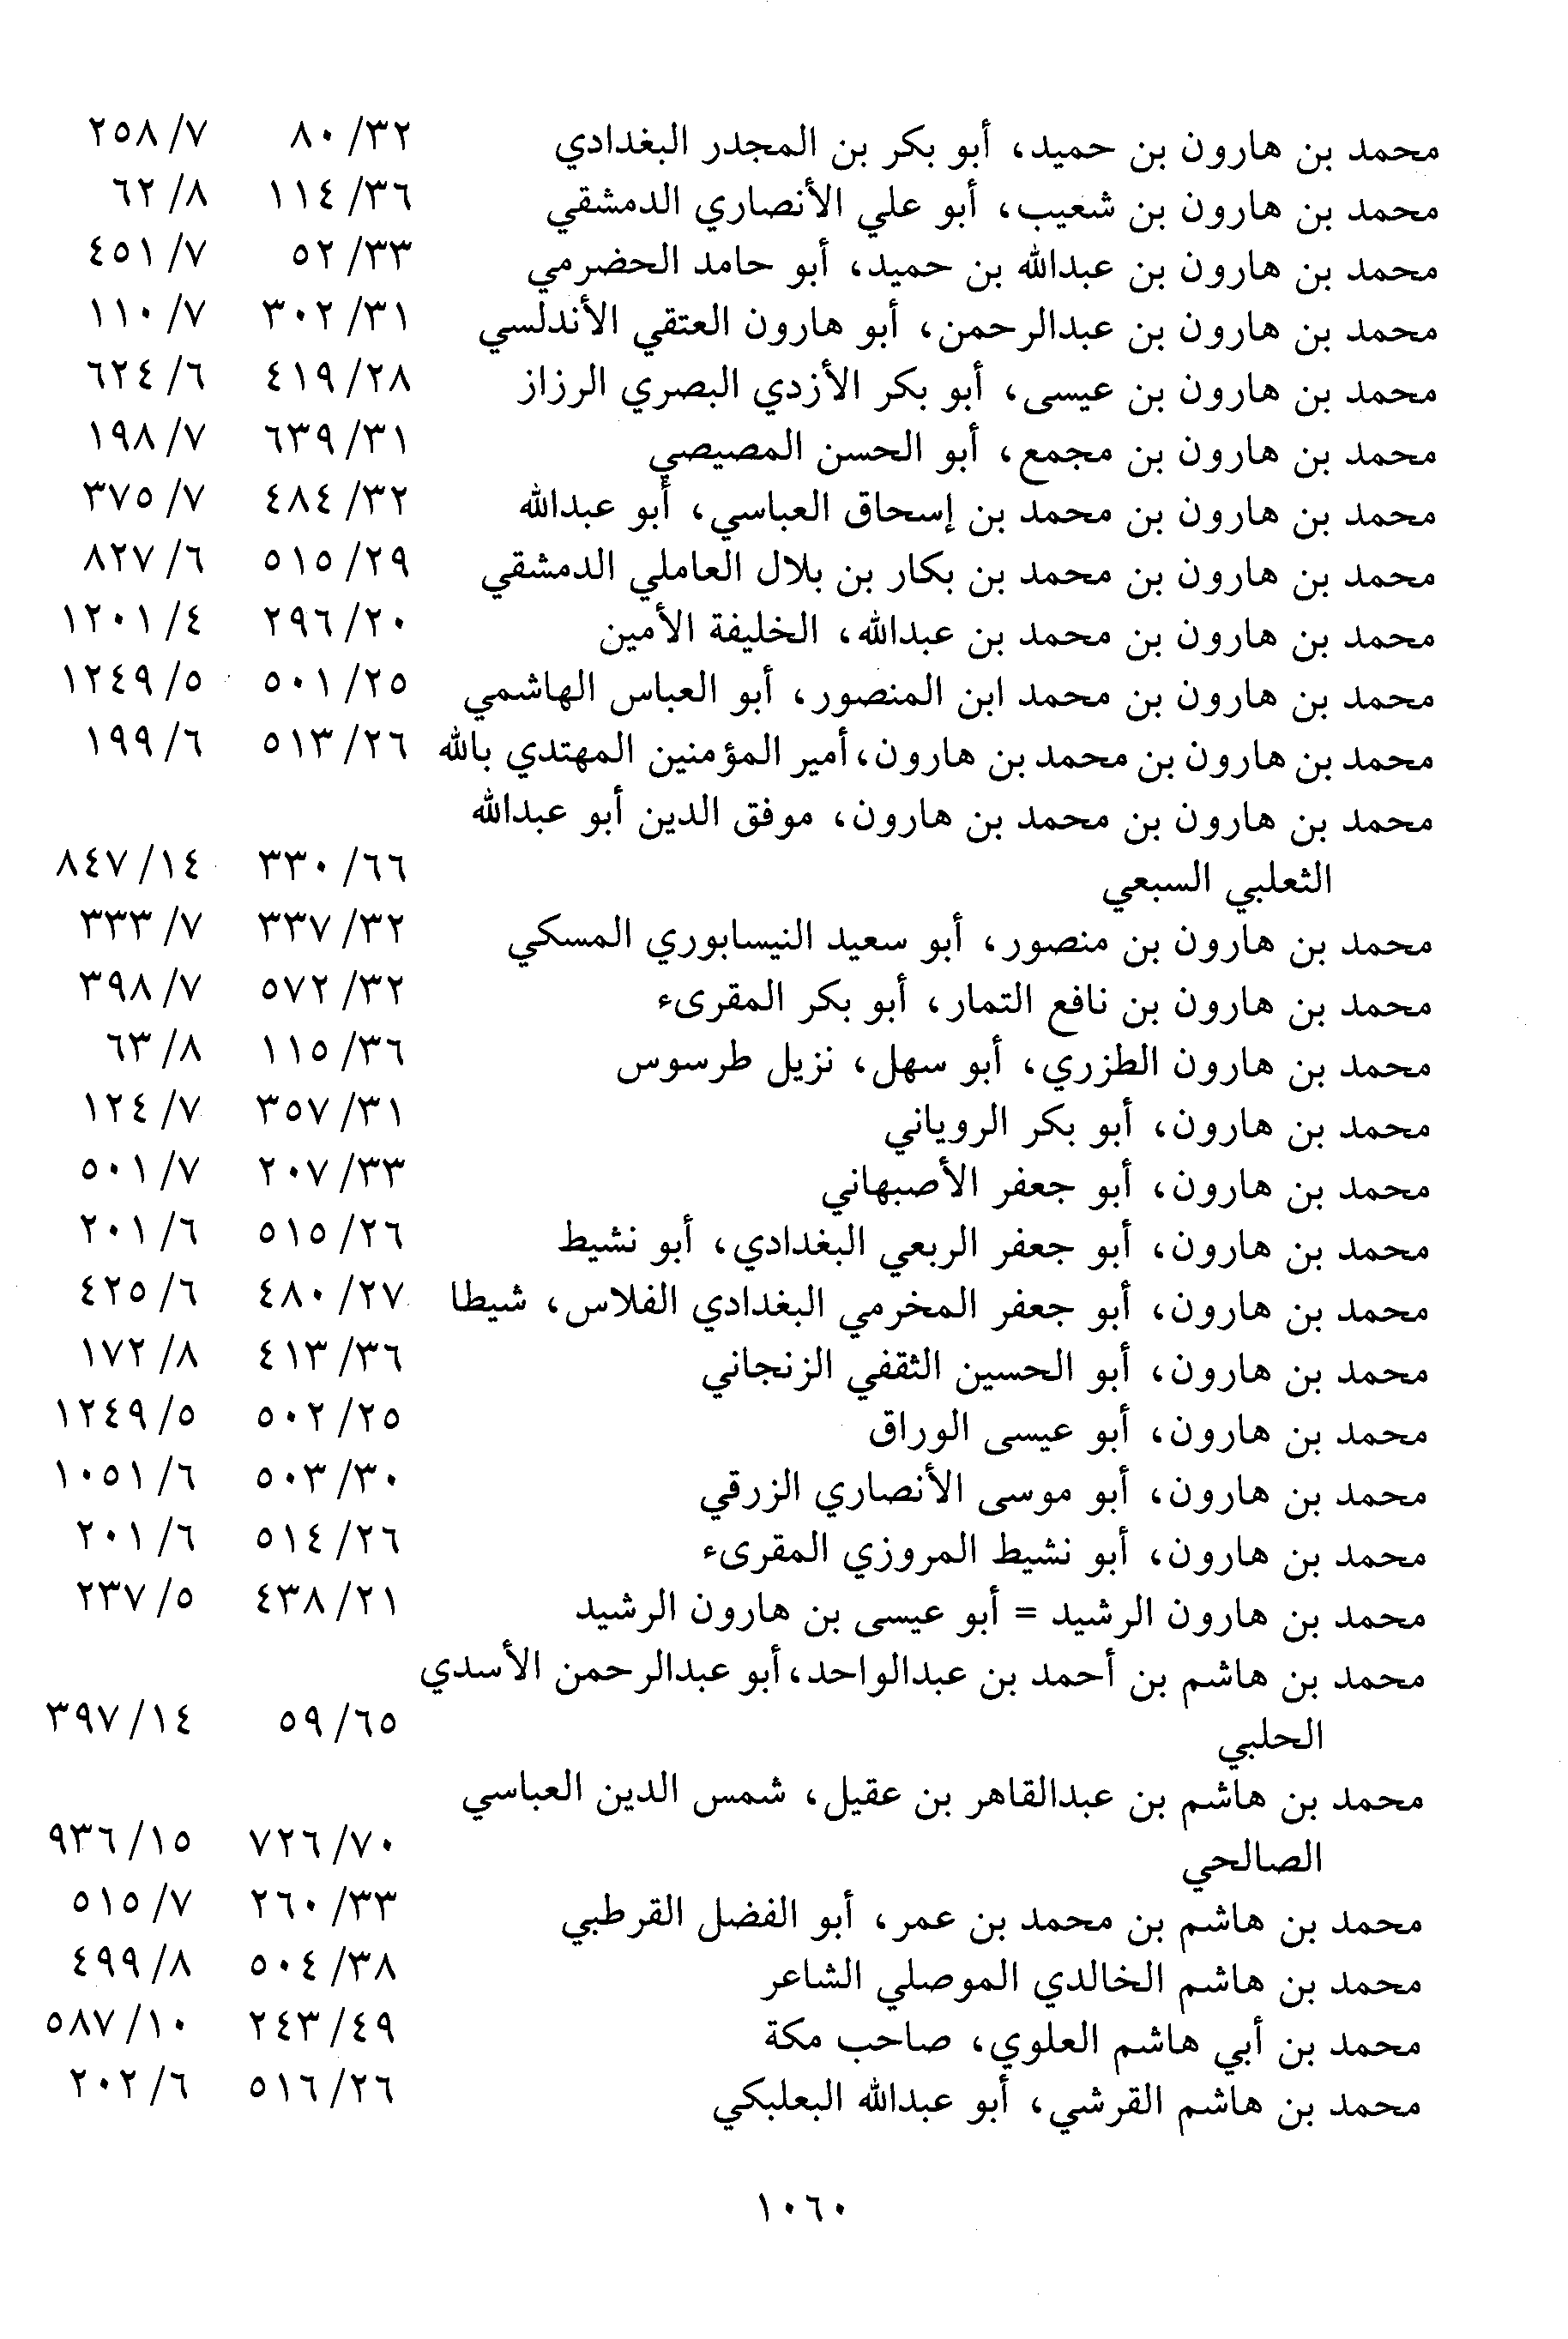 محمد بن هارون بن حميد، أبو بكر بن المجدر البغدادي ٣٢/ ٨٠ ٧/ ٢٥٨
محمد بن هارون بن شعيب، أبو علي الأنصاري الدمشقي ٣٦/ ١١٤ ٨/ ٦٢
محمد بن هارون بن عبدالله بن حميد، أبو حامد الحضرمي ٣٣/ ٥٢ ٧/ ٤٥١
محمد بن هارون بن عبدالرحمن، أبو هارون العتقي الأندلسي ٣١/ ٣٠٢ ٧/ ١١٠
محمد بن هارون بن عيسى، أبو بكر الأزدي البصري الرزاز ٢٨/ ٤١٩ ٦/ ٦٢٤
محمد بن هارون بن مجمع، أبو الحسن المصيصي ٣١/ ٦٣٩ ٧/ ١٩٨
محمد بن هارون بن محمد بن إسحاق العباسي، أبو عبدالله ٣٢/ ٤٨٤ ٧/ ٣٧٥
محمد بن هارون بن محمد بن بكار بن بلال العاملي الدمشقي ٢٩/ ٥١٥ ٦/ ٨٢٧
محمد بن هارون بن محمد بن عبدالله، الخليفة الأمين ٢٠/ ٢٩٦ ٤/ ١٢٠١
محمد بن هارون بن محمد ابن المنصور، أبو العباس الهاشمي ٢٥/ ٥٠١ ٥/ ١٢٤٩
محمد بن هارون بن محمد بن هارون، أمير المؤمنين المهتدي بالله ٢٦/ ٥١٣ ٦/ ١٩٩
محمد بن هارون بن محمد بن هارون، موفق الدين أبو عبدالله
الثعلبي السبعي ٦٦/ ٣٣٠ ١٤/ ٨٤٧
محمد بن هارون بن منصور، أبو سعيد النيسابوري المسكي ٣٢/ ٣٣٧ ٧/ ٣٣٣
محمد بن هارون بن نافع التمار، أبو بكر المقرىء ٣٢/ ٥٧٢ ٧/ ٣٩٨
محمد بن هارون الطزري، أبو سهل، نزيل طرسوس ٣٦/ ١١٥ ٨/ ٦٣
محمد بن هارون، أبو بكر الروياني ٣١/ ٣٥٧ ٧/ ١٢٤
محمد بن هارون، أبو جعفر الأصبهاني ٣٣/ ٢٠٧ ٧/ ٥٠١
محمد بن هارون، أبو جعفر الربعي البغدادي، أبو نشيط ٢٦/ ٥١٥ ٦/ ٢٠١
محمد بن هارون، أبو جعفر المخرمي البغدادي الفلاس، شيطا ٢٧/ ٤٨٠ ٦/ ٤٢٥
محمد بن هارون، أبو الحسين الثقفي الزنجاني ٣٦/ ٤١٣ ٨/ ١٧٢
محمد بن هارون، أبو عيسى الوراق ٢٥/ ٥٠٢ ٥/ ١٢٤٩
محمد بن هارون، أبو موسى الأنصاري الزرقي ٣٠/ ٥٠٣ ٦/ ١٠٥١
محمد بن هارون، أبو نشيط المروزي المقرىء ٢٦/ ٥١٤ ٦/ ٢٠١
محمد بن هارون الرشيد = أبو عيسى بن هارون الرشيد ٢١/ ٤٣٨ ٥/ ٢٣٧
محمد بن هاشم بن أحمد بن عبدالواحد، أبو عبدالرحمن الأسدي
الحلبي ٦٥/ ٥٩ ١٤/ ٣٩٧
محمد بن هاشم بن عبدالقاهر بن عقيل، شمس الدين العباسي
الصالحي ٧٠/ ٧٢٦ ١٥/ ٩٣٦
محمد بن هاشم بن محمد بن عمر، أبو الفضل القرطبي ٣٣/ ٢٦٠ ٧/ ٥١٥
محمد بن هاشم الخالدي الموصلي الشاعر ٣٨/ ٥٠٤ ٨/ ٤٩٩
محمد بن أبي هاشم العلوي، صاحب مكة ٤٩/ ٢٤٣ ١٠/ ٥٨٧
محمد بن هاشم القرشي، أبو عبدالله البعلبكي ٢٦/ ٥١٦ ٦/ ٢٠٢
١٠٦٠